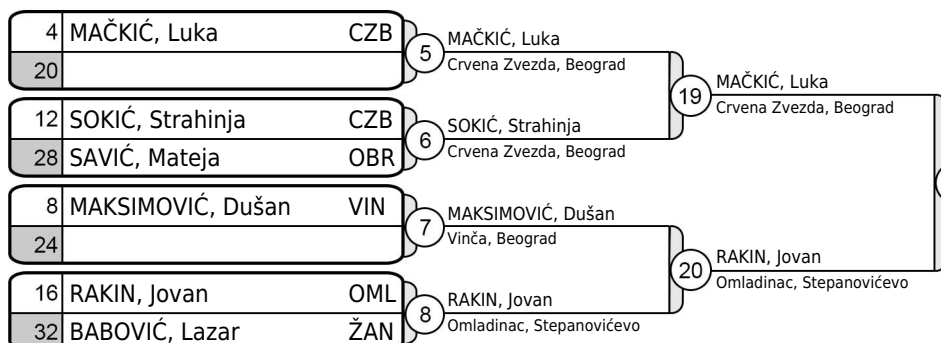 4 MAČKIĆ, Luka CZB
20
12 SOKIĆ, Strahinja CZB
28 SAVIĆ, Mateja OBR
8 MAKSIMOVIĆ, Dušan VIN
24
16 RAKIN, Jovan OML
32 BABOVIĆ, Lazar ŽAN
5
MAČKIĆ, Luka
Crvena Zvezda, Beograd
6
SOKIĆ, Strahinja
Crvena Zvezda, Beograd
7
MAKSIMOVIĆ, Dušan
Vinča, Beograd
8
RAKIN, Jovan
Omladinac, Stepanovićevo
19
MAČKIĆ, Luka
Crvena Zvezda, Beograd
20
RAKIN, Jovan
Omladinac, Stepanovićevo